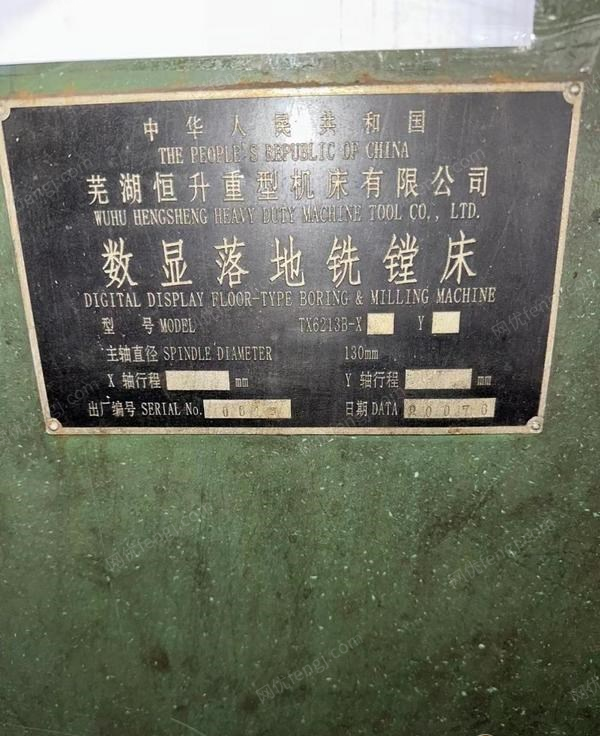 中华人民共和国
THE PEOPLE'S REPUBLIC OF CHINA
芜湖恒升重型机床有限公司
WUHU HENGSHENG HEAVY DUTY MACHINE TOOL CO., LTD.
数显落地铣镗床
DIGITAL DISPLAY FLOOR-TYPE BORING & MILLING MACHINE
型 号 MODEL TX6213B-X Y
主轴直径 SPINDLE DIAMETER 130mm
X 轴行程 mm Y 轴行程 mm
出厂编号 SERIAL No. 日期 DATA